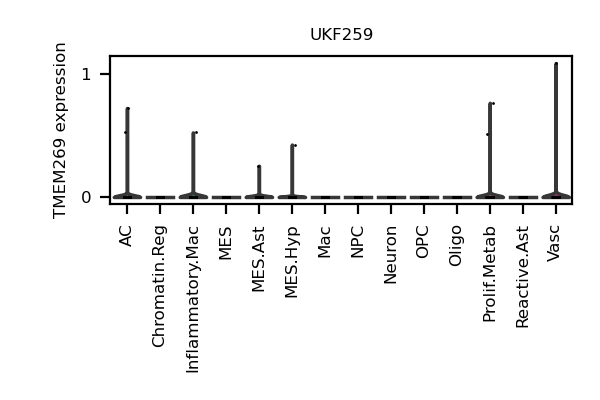 UKF259
TMEM269 expression
1
0
AC
Chromatin.Reg
Inflammatory.Mac
MES
MES.Ast
MES.Hyp
Mac
NPC
Neuron
OPC
Oligo
Prolif.Metab
Reactive.Ast
Vasc